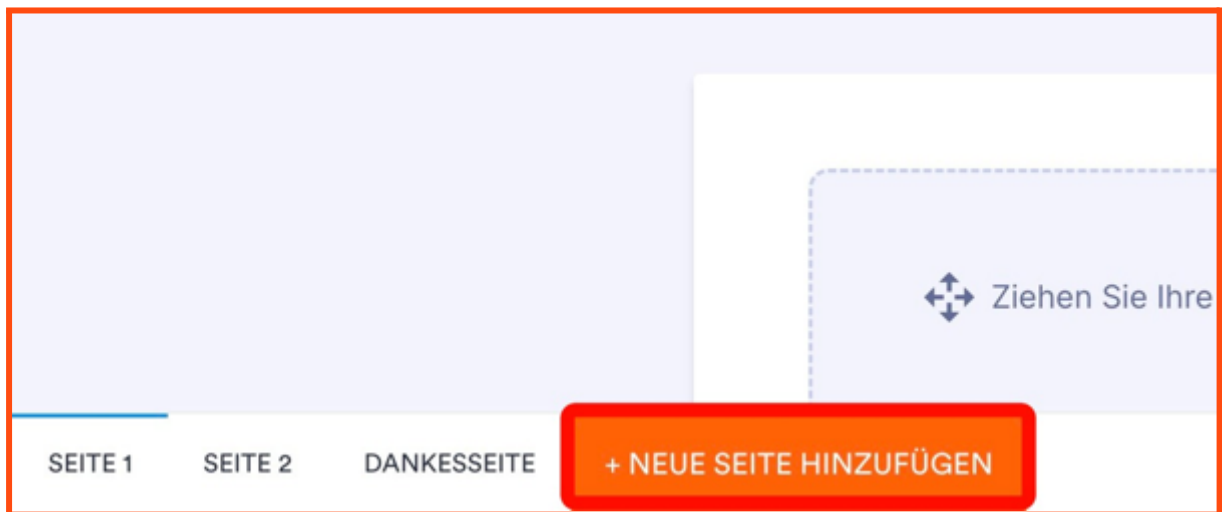 Ziehen Sie Ihre
SEITE 1 SEITE 2 DANKESSEITE + NEUE SEITE HINZUFÜGEN